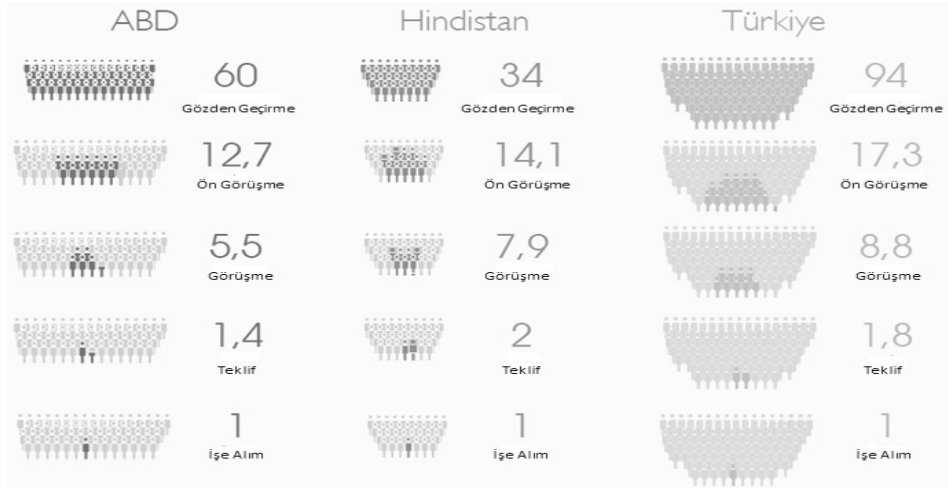 ABD Hindistan Türkiye
60 34 94
Gözden Geçirme Gözden Geçirme Gözden Geçirme
12,7 14,1 17,3
Ön Görüşme Ön Görüşme Ön Görüşme
5,5 7,9 8,8
Görüşme Görüşme Görüşme
1,4 2 1,8
Teklif Teklif Teklif
1 1 1
İşe Alım İşe Alım İşe Alım